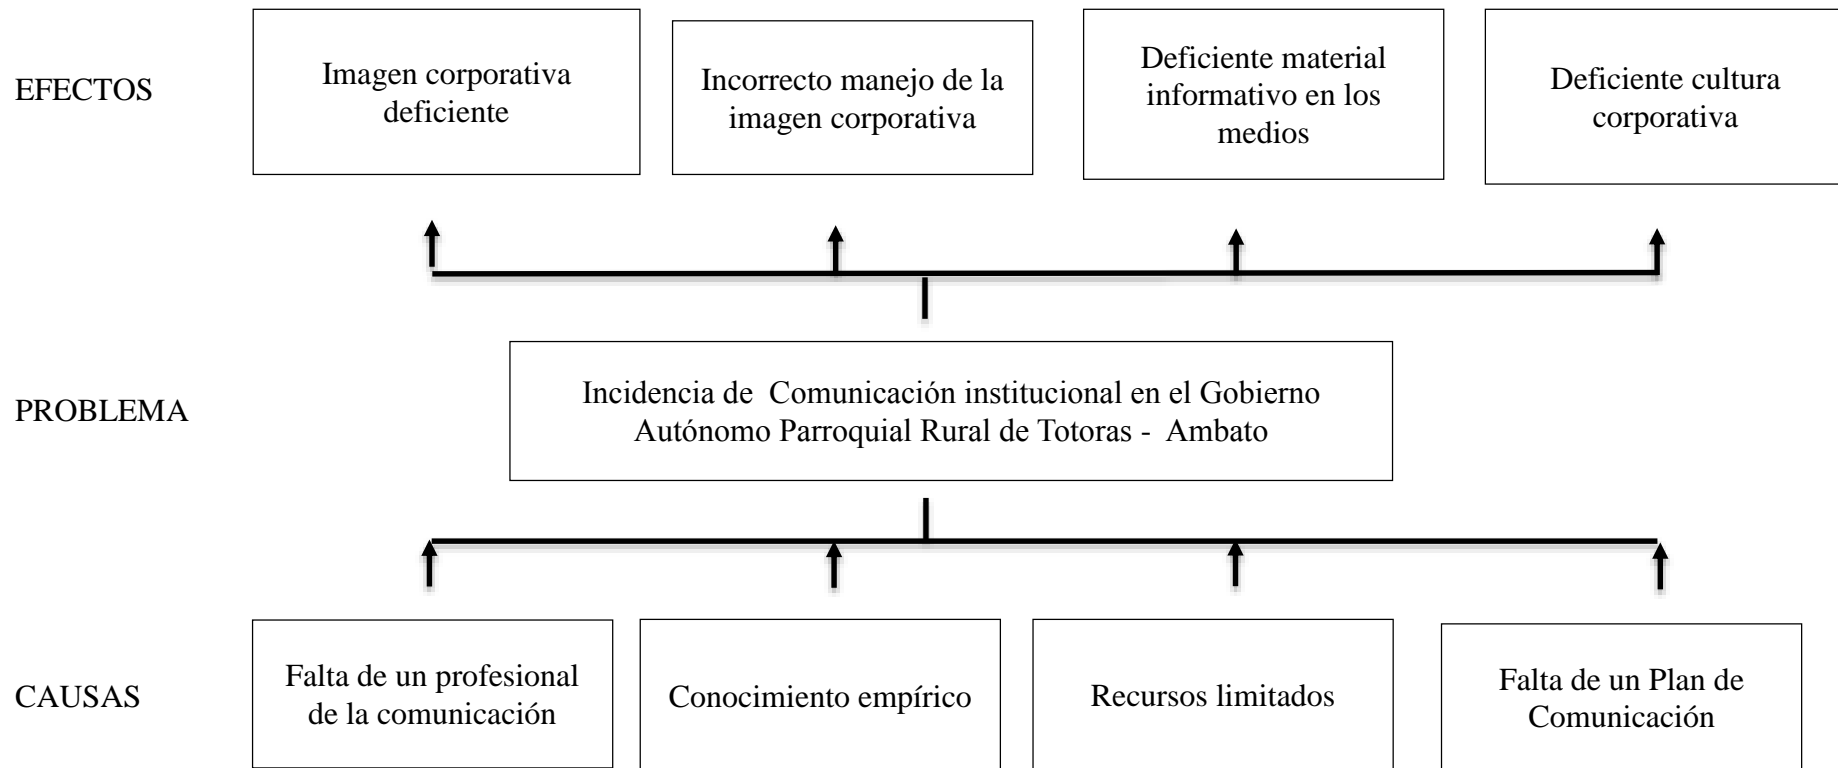 EFECTOS
Imagen corporativa
deficiente
Incorrecto manejo de la
imagen corporativa
Deficiente material
informativo en los
medios
Deficiente cultura
corporativa
PROBLEMA
Incidencia de  Comunicación institucional en el Gobierno
Autónomo Parroquial Rural de Totoras -  Ambato
CAUSAS
Falta de un profesional
de la comunicación
Conocimiento empírico
Recursos limitados
Falta de un Plan de
Comunicación